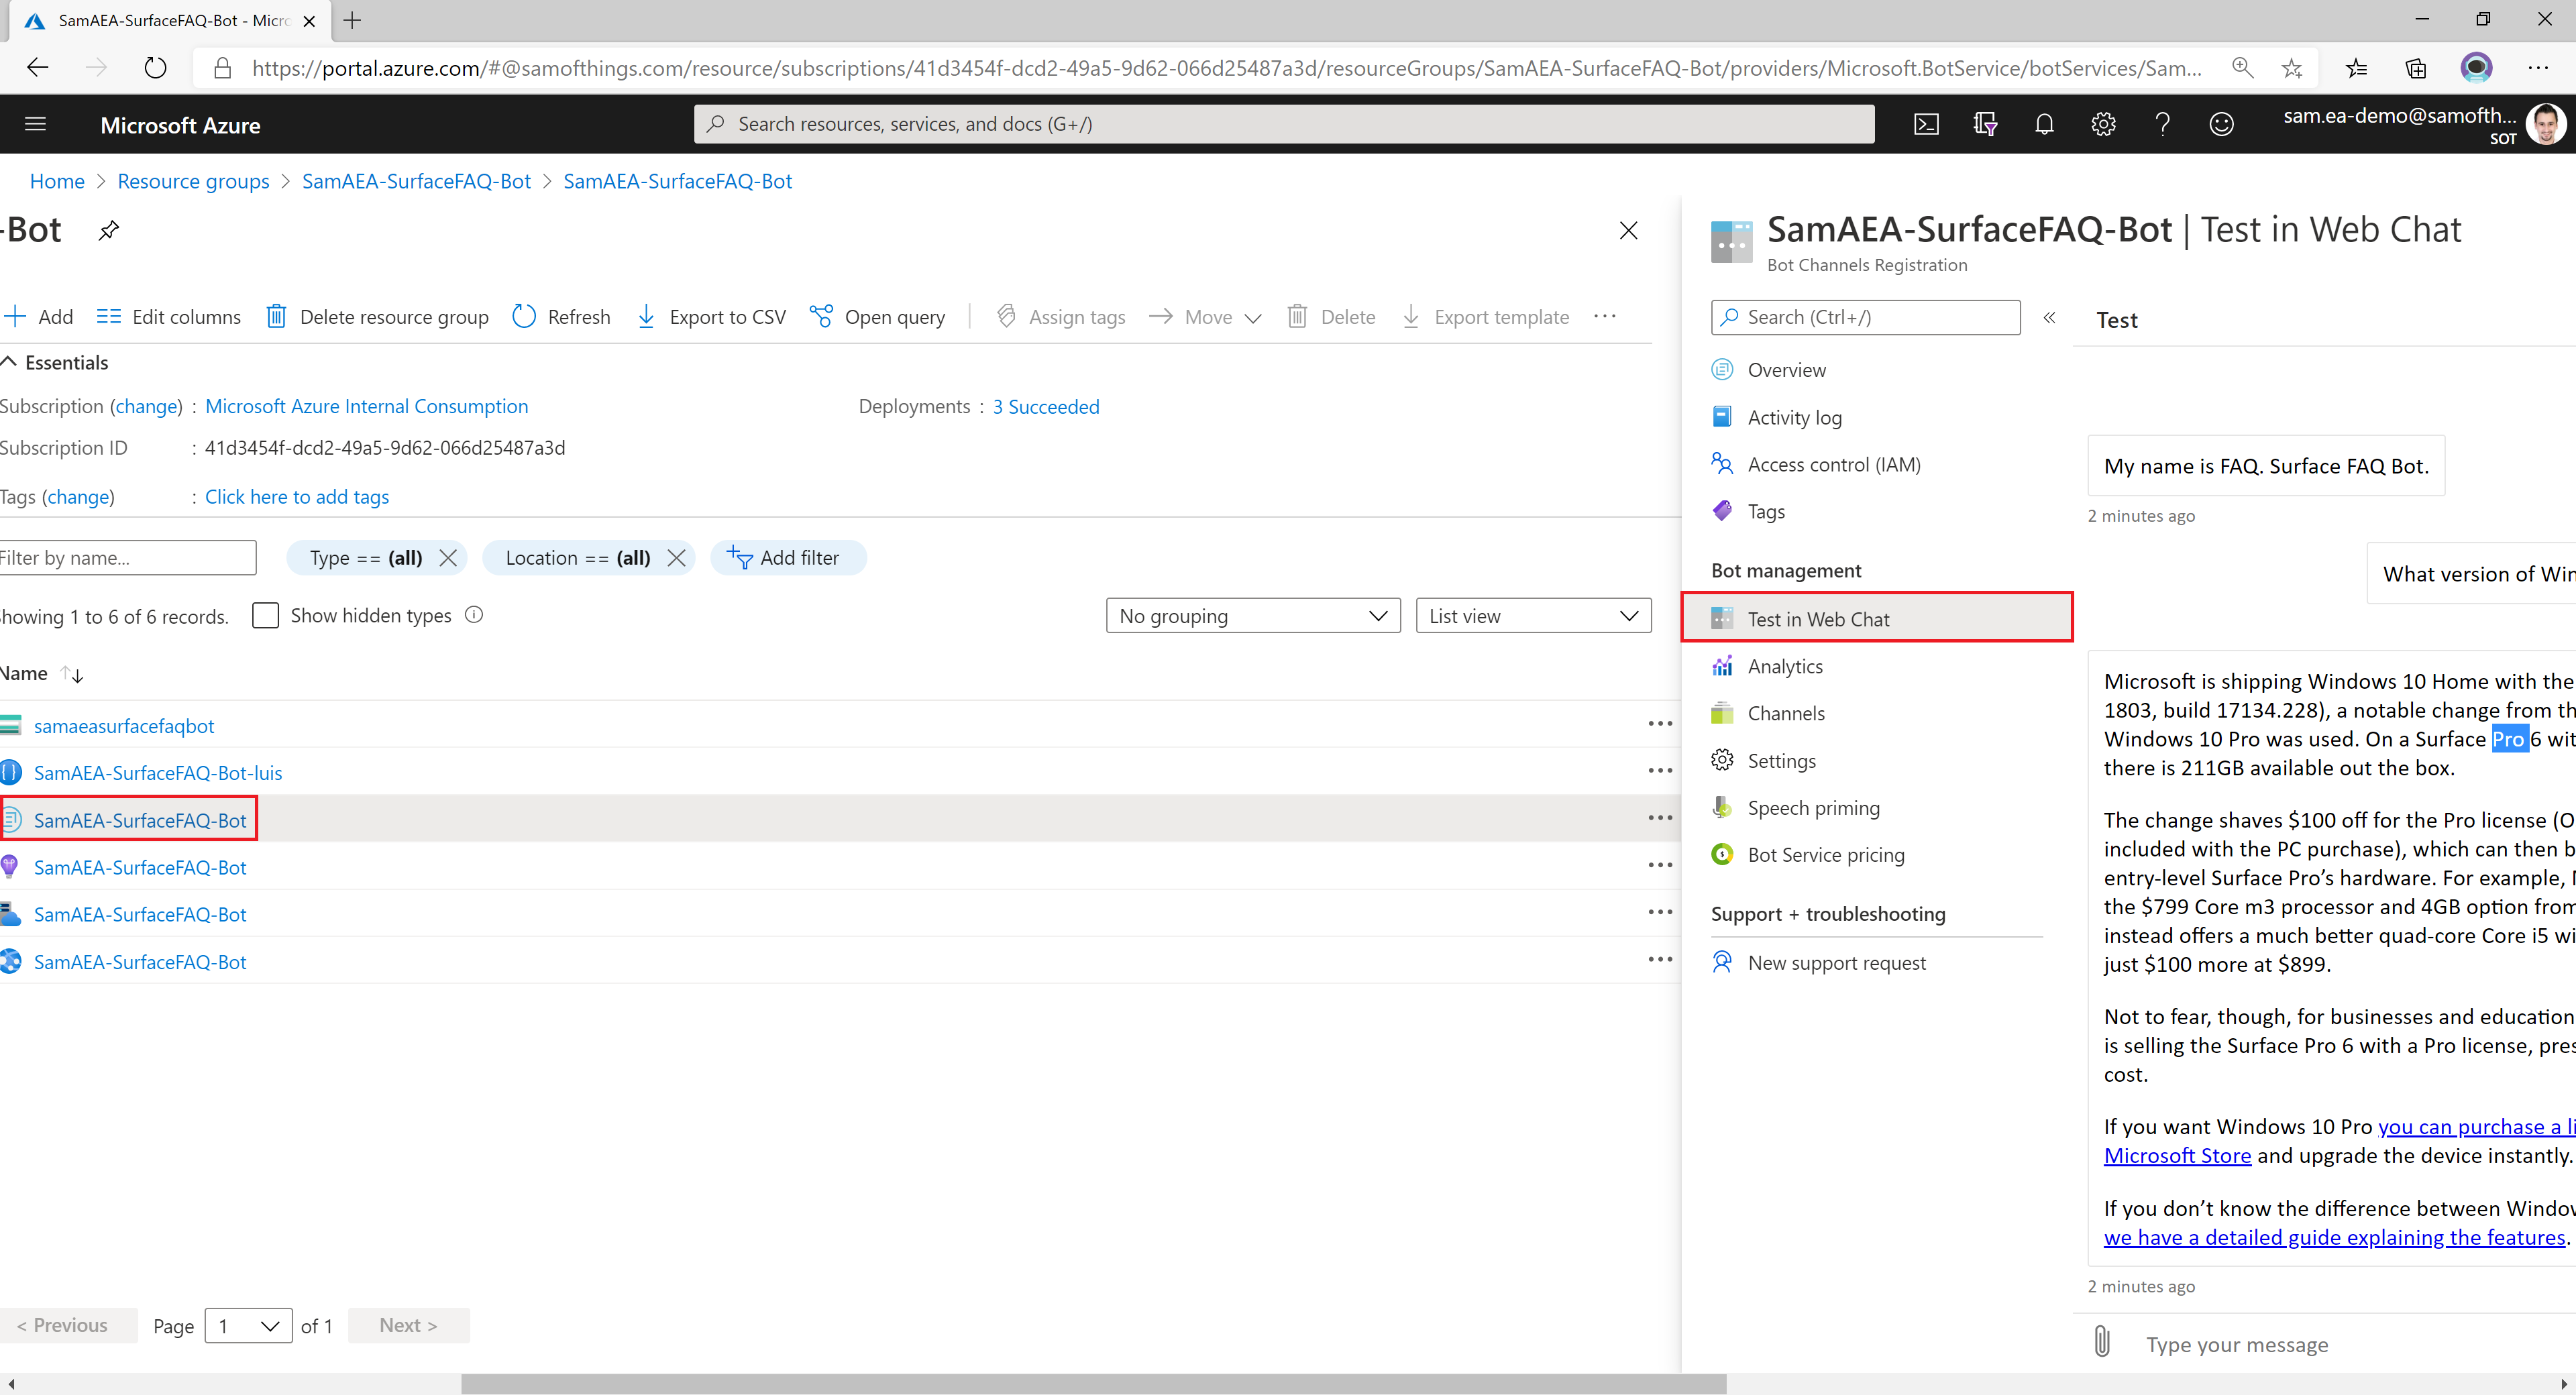 SamAEA-SurfaceFAQ-Bot - Micro
https://portal.azure.com/#@samofthings.com/resource/subscriptions/41d3454f-dcd2-49a5-9d62-066d25487a3d/resourceGroups/SamAEA-SurfaceFAQ-Bot/providers/Microsoft.BotService/botServices/Sam...
Microsoft Azure
Search resources, services, and docs (G+/)
sam.ea-demo@samofth...
SOT
Home > Resource groups > SamAEA-SurfaceFAQ-Bot > SamAEA-SurfaceFAQ-Bot
-Bot
Add
Edit columns
Delete resource group
Refresh
Export to CSV
Open query
Assign tags
Move
Delete
Export template
Essentials
Subscription (change) : Microsoft Azure Internal Consumption
Deployments : 3 Succeeded
Subscription ID : 41d3454f-dcd2-49a5-9d62-066d25487a3d
Tags (change) : Click here to add tags
Filter by name...
Type == (all)
Location == (all)
Add filter
howing 1 to 6 of 6 records.
Show hidden types
No grouping
List view
Name
samaeasurfacefaqbot
SamAEA-SurfaceFAQ-Bot-luis
SamAEA-SurfaceFAQ-Bot
SamAEA-SurfaceFAQ-Bot
SamAEA-SurfaceFAQ-Bot
SamAEA-SurfaceFAQ-Bot
< Previous
Page 1 of 1
Next >
SamAEA-SurfaceFAQ-Bot | Test in Web Chat
Bot Channels Registration
Search (Ctrl+/)
«
Overview
Activity log
Access control (IAM)
Tags
Bot management
Test in Web Chat
Analytics
Channels
Settings
Speech priming
Bot Service pricing
Support + troubleshooting
New support request
Test
My name is FAQ. Surface FAQ Bot.
2 minutes ago
What version of Win
Microsoft is shipping Windows 10 Home with the
1803, build 17134.228), a notable change from th
Windows 10 Pro was used. On a Surface Pro 6 wit
there is 211GB available out the box.
The change shaves $100 off for the Pro license (O
included with the PC purchase), which can then b
entry-level Surface Pro’s hardware. For example, M
the $799 Core m3 processor and 4GB option from
instead offers a much better quad-core Core i5 wi
just $100 more at $899.
Not to fear, though, for businesses and education
is selling the Surface Pro 6 with a Pro license, pres
cost.
If you want Windows 10 Pro you can purchase a li
Microsoft Store and upgrade the device instantly.
If you don’t know the difference between Window
we have a detailed guide explaining the features.
2 minutes ago
Type your message